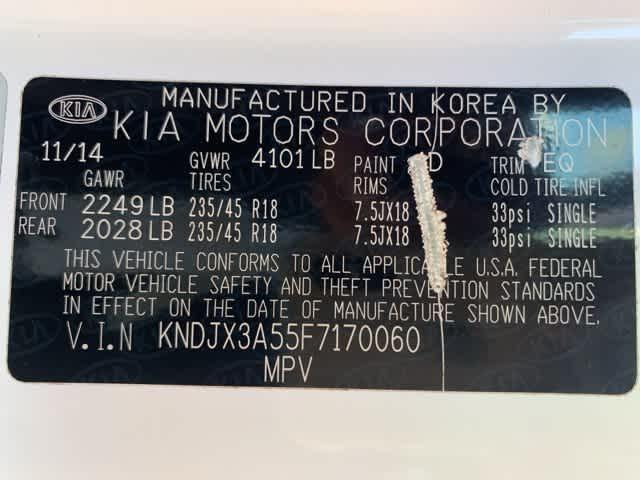 KIA
MANUFACTURED IN KOREA BY
KIA MOTORS CORPORATION
11/14 GVWR 4101 LB PAINT D TRIM EQ
GAWR TIRES RIMS COLD TIRE INFL
FRONT 2249 LB 235/45 R18 7.5JX18 33psi SINGLE
REAR 2028 LB 235/45 R18 7.5JX18 33psi SINGLE
THIS VEHICLE CONFORMS TO ALL APPLICABLE U.S.A. FEDERAL
MOTOR VEHICLE SAFETY AND THEFT PREVENTION STANDARDS
IN EFFECT ON THE DATE OF MANUFACTURE SHOWN ABOVE.
V.I.N KNDJX3A55F7170060
MPV